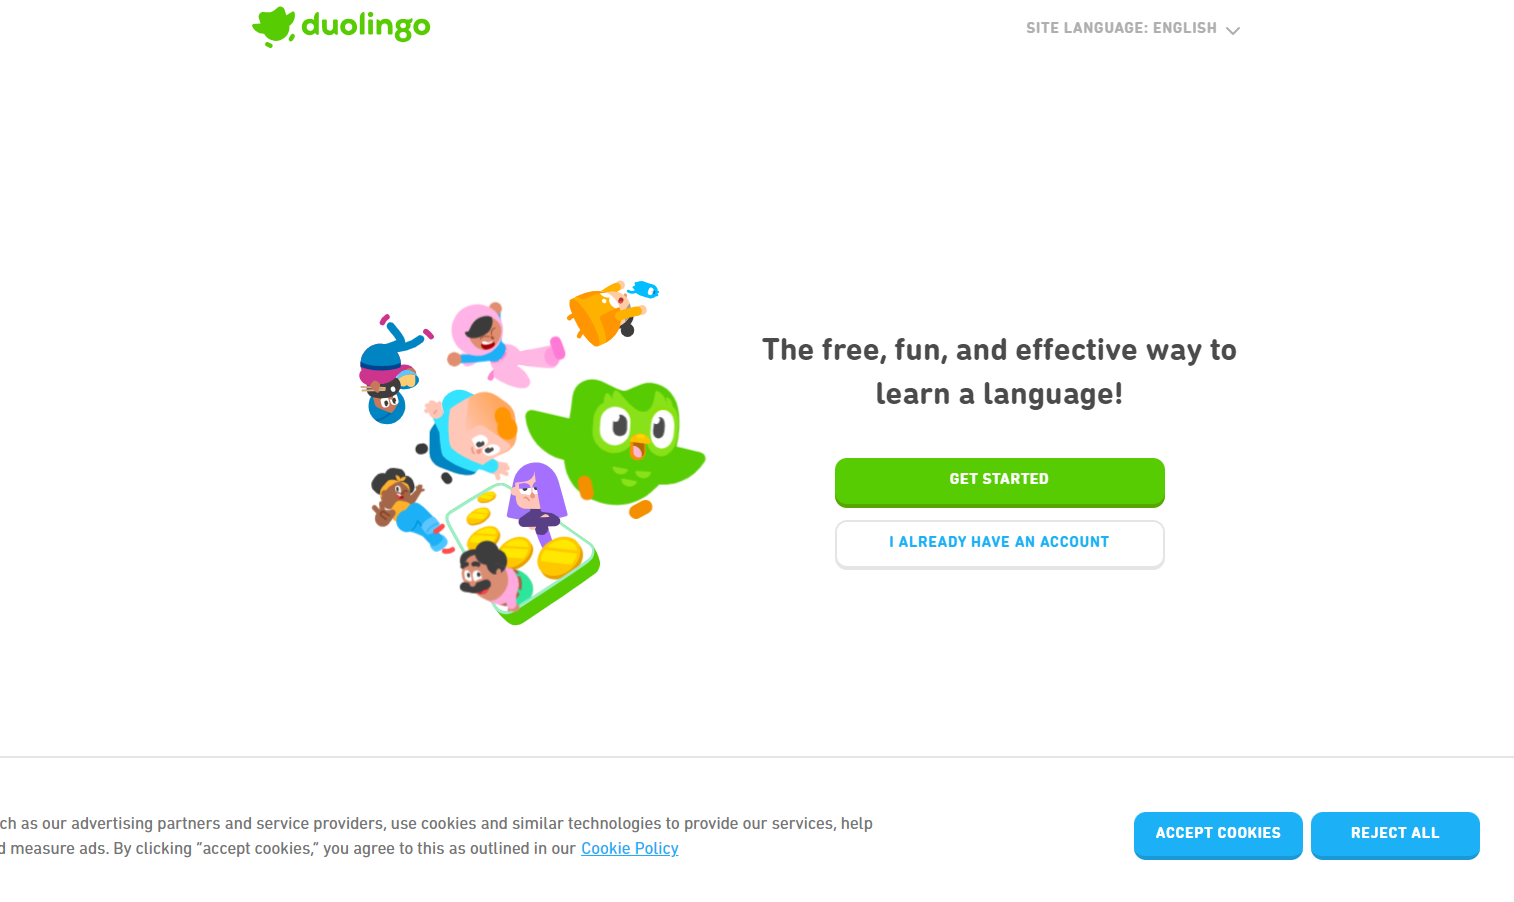 duolingo
SITE LANGUAGE: ENGLISH
The free, fun, and effective way to
learn a language!
GET STARTED
I ALREADY HAVE AN ACCOUNT
ch as our advertising partners and service providers, use cookies and similar technologies to provide our services, help
d measure ads. By clicking “accept cookies,” you agree to this as outlined in our Cookie Policy
ACCEPT COOKIES
REJECT ALL